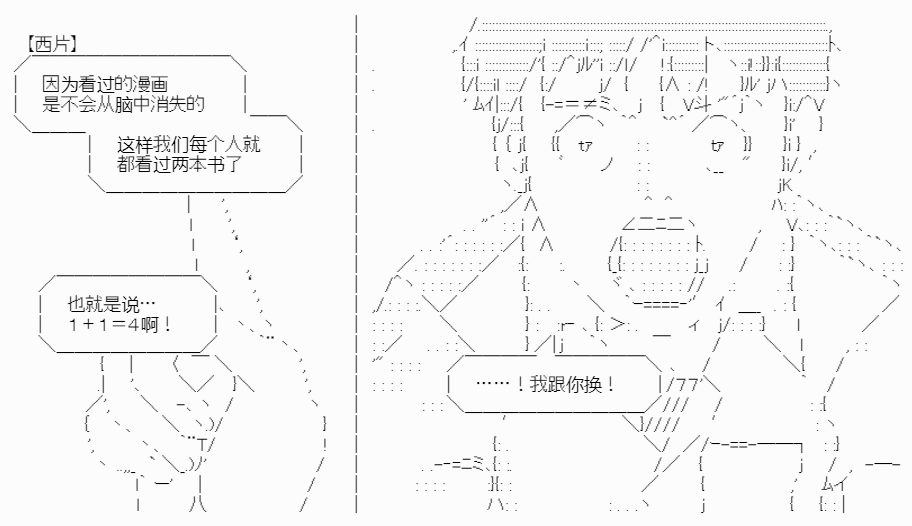 【西片】
因为看过的漫画
是不会从脑中消失的
这样我们每个人就
都看过两本书了
也就是说…
１＋１＝４啊！
……！我跟你换！